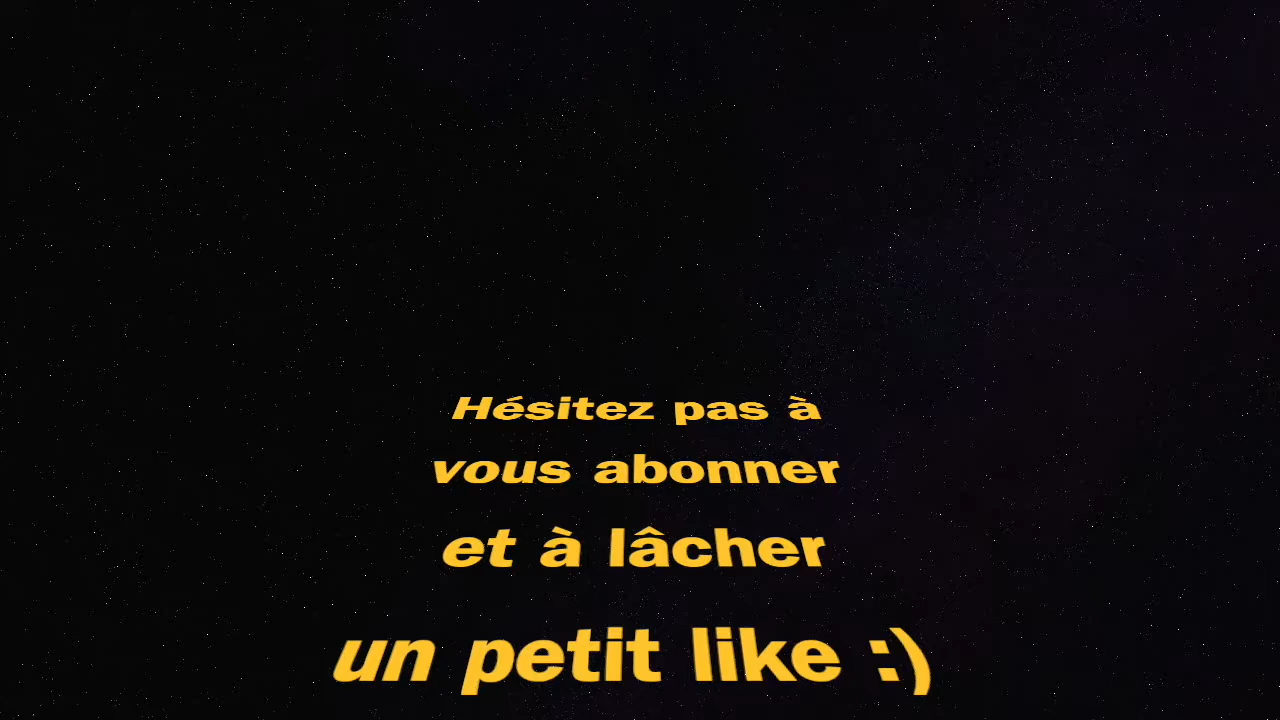 Hésitez pas à
vous abonner
et à lâcher
un petit like :)